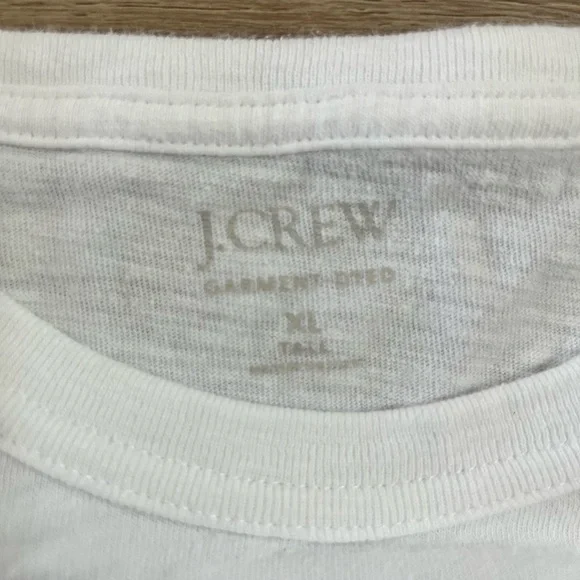 J.CREW
GARMENT DYED
XL
TALL